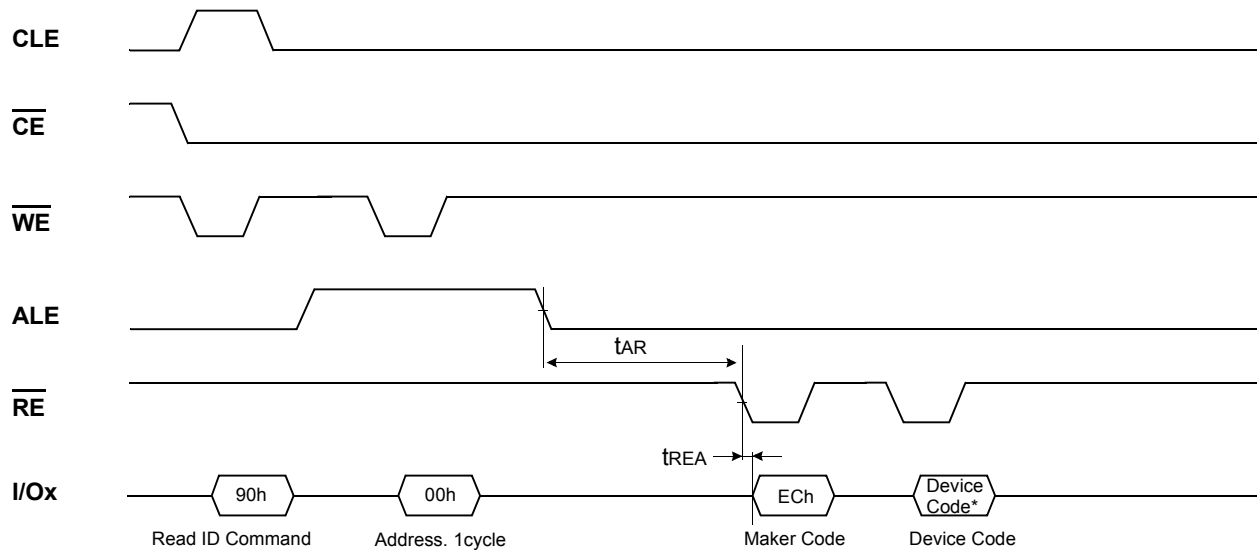 CLE
CE
WE
ALE
tAR
RE
tREA
I/Ox
90h
00h
ECh
Device
Code*
Read ID Command
Address. 1cycle
Maker Code
Device Code